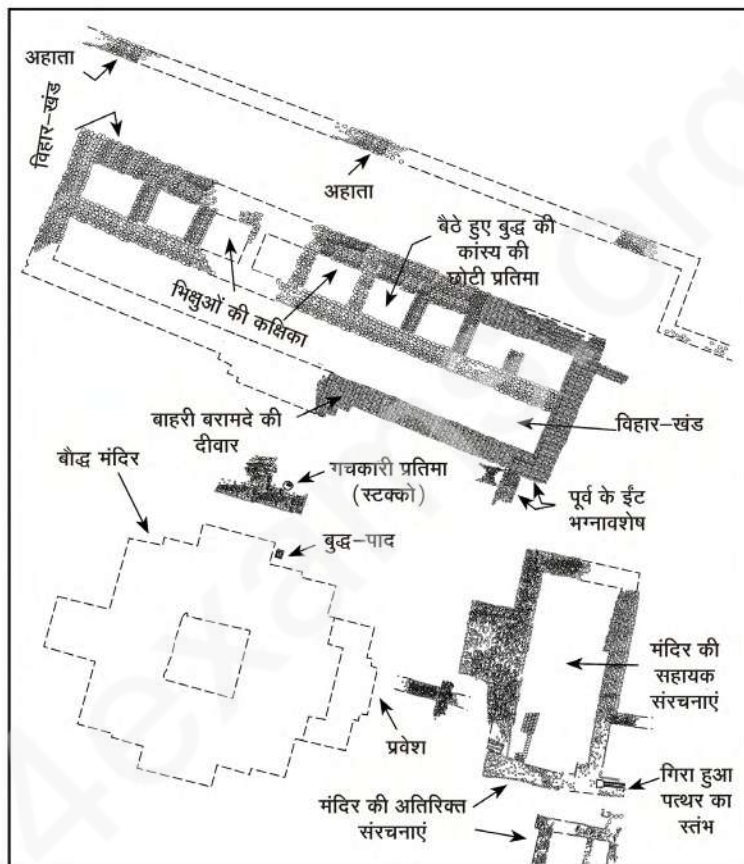 अहाता
विहार-खंड
अहाता
बैठे हुए बुद्ध की
कांस्य की
छोटी प्रतिमा
भिक्षुओं की कक्षिका
बाहरी बरामदे की
दीवार
विहार-खंड
बौद्ध मंदिर
गचकारी प्रतिमा
(स्टक्को)
पूर्व के ईंट
भग्नावशेष
बुद्ध-पाद
मंदिर की
सहायक
संरचनाएं
प्रवेश
गिरा हुआ
पत्थर का
स्तंभ
मंदिर की अतिरिक्त
संरचनाएं